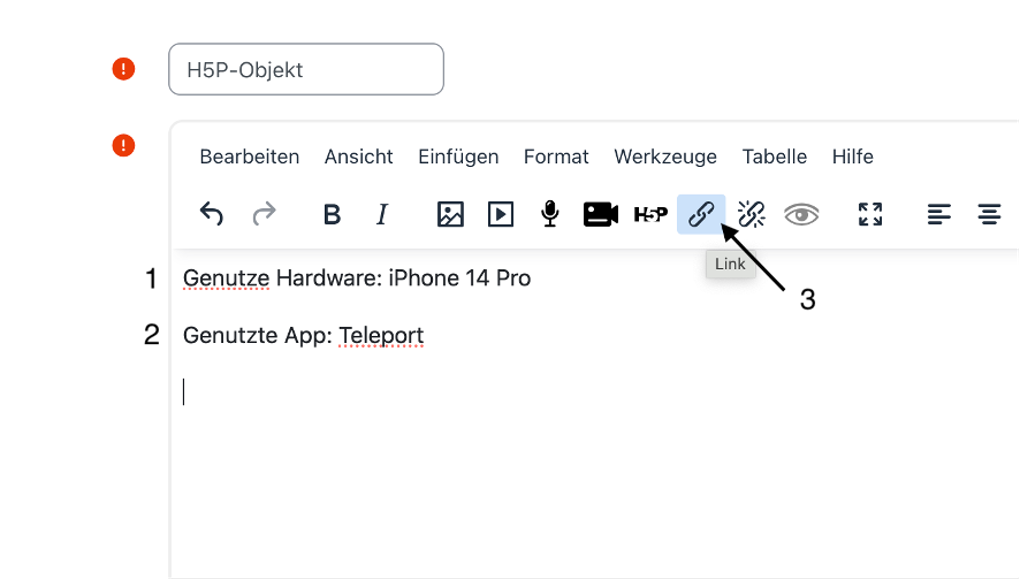 !
H5P-Objekt
!
Bearbeiten Ansicht Einfügen Format Werkzeuge Tabelle Hilfe
B I H5P
Link
1 Genutze Hardware: iPhone 14 Pro
3
2 Genutzte App: Teleport